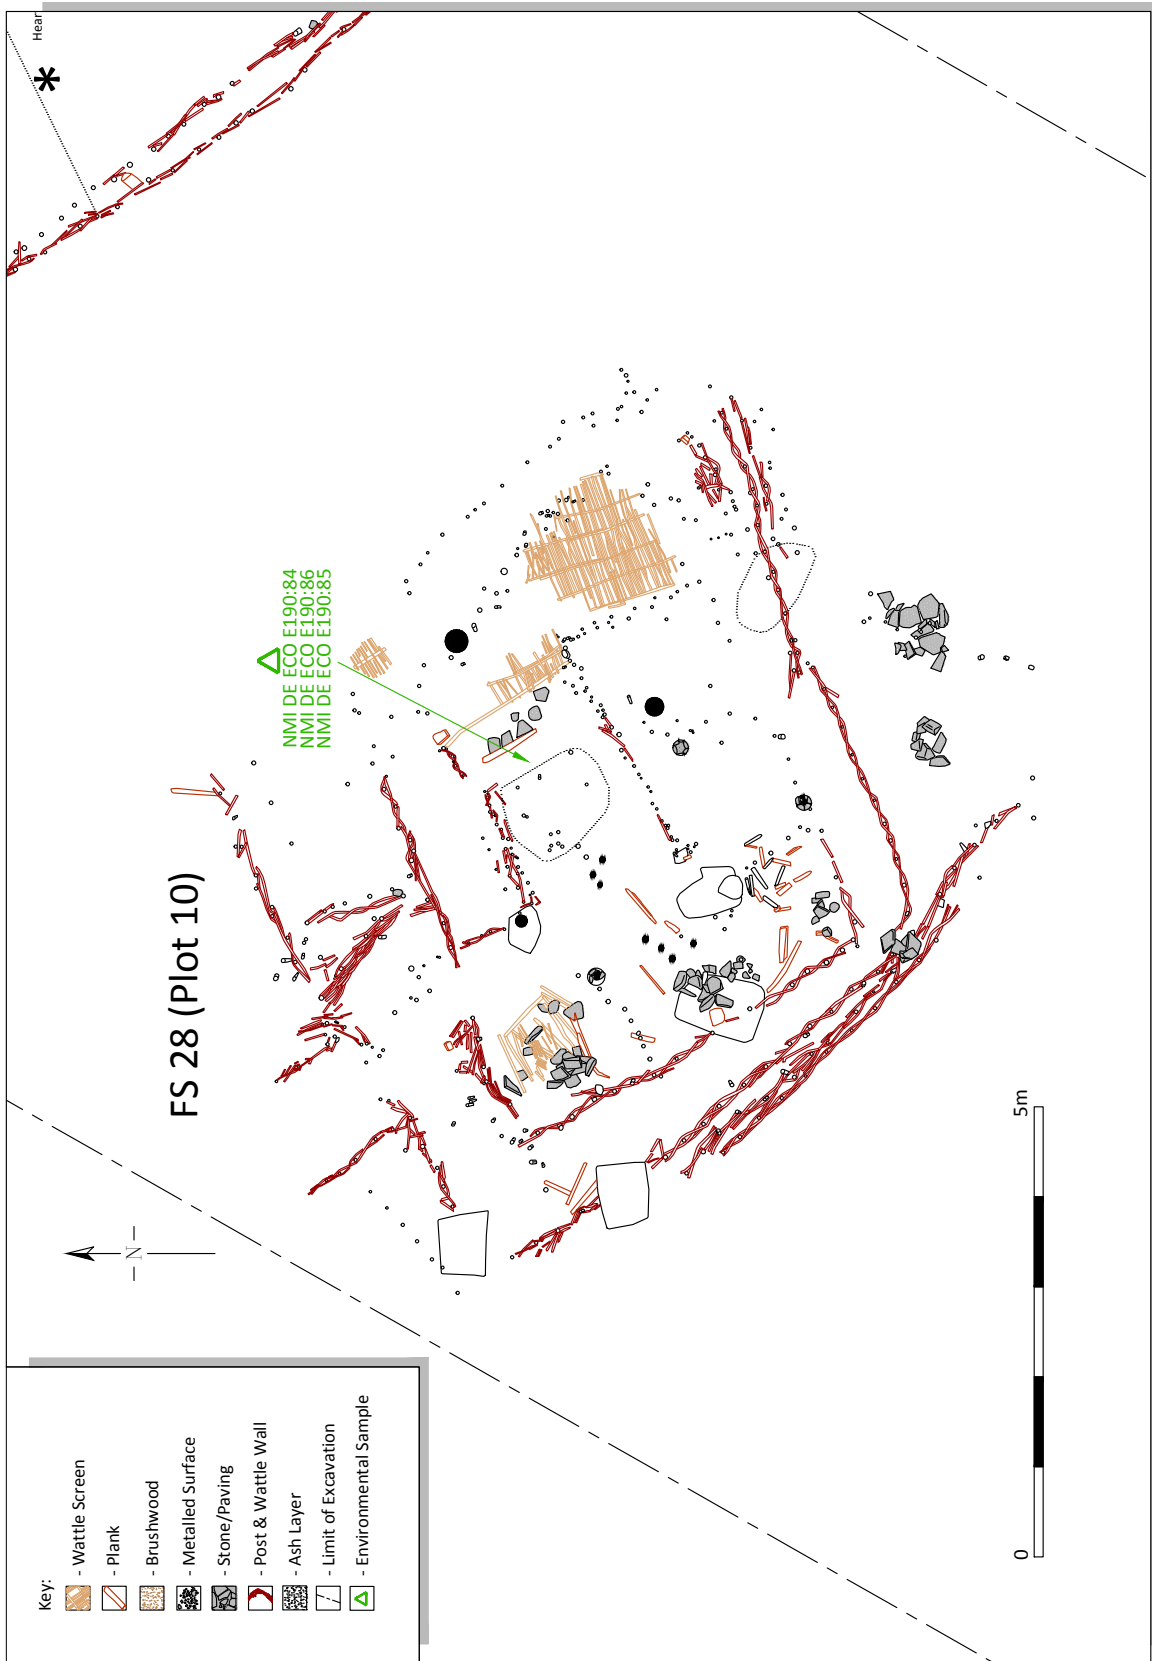 FS 28 (Plot 10)
NMI DE ECO E190:84
NMI DE ECO E190:86
NMI DE ECO E190:85
N
Key:
- Wattle Screen
- Plank
- Brushwood
- Metalled Surface
- Stone/Paving
- Post & Wattle Wall
- Ash Layer
- Limit of Excavation
- Environmental Sample
0 5m
Hear